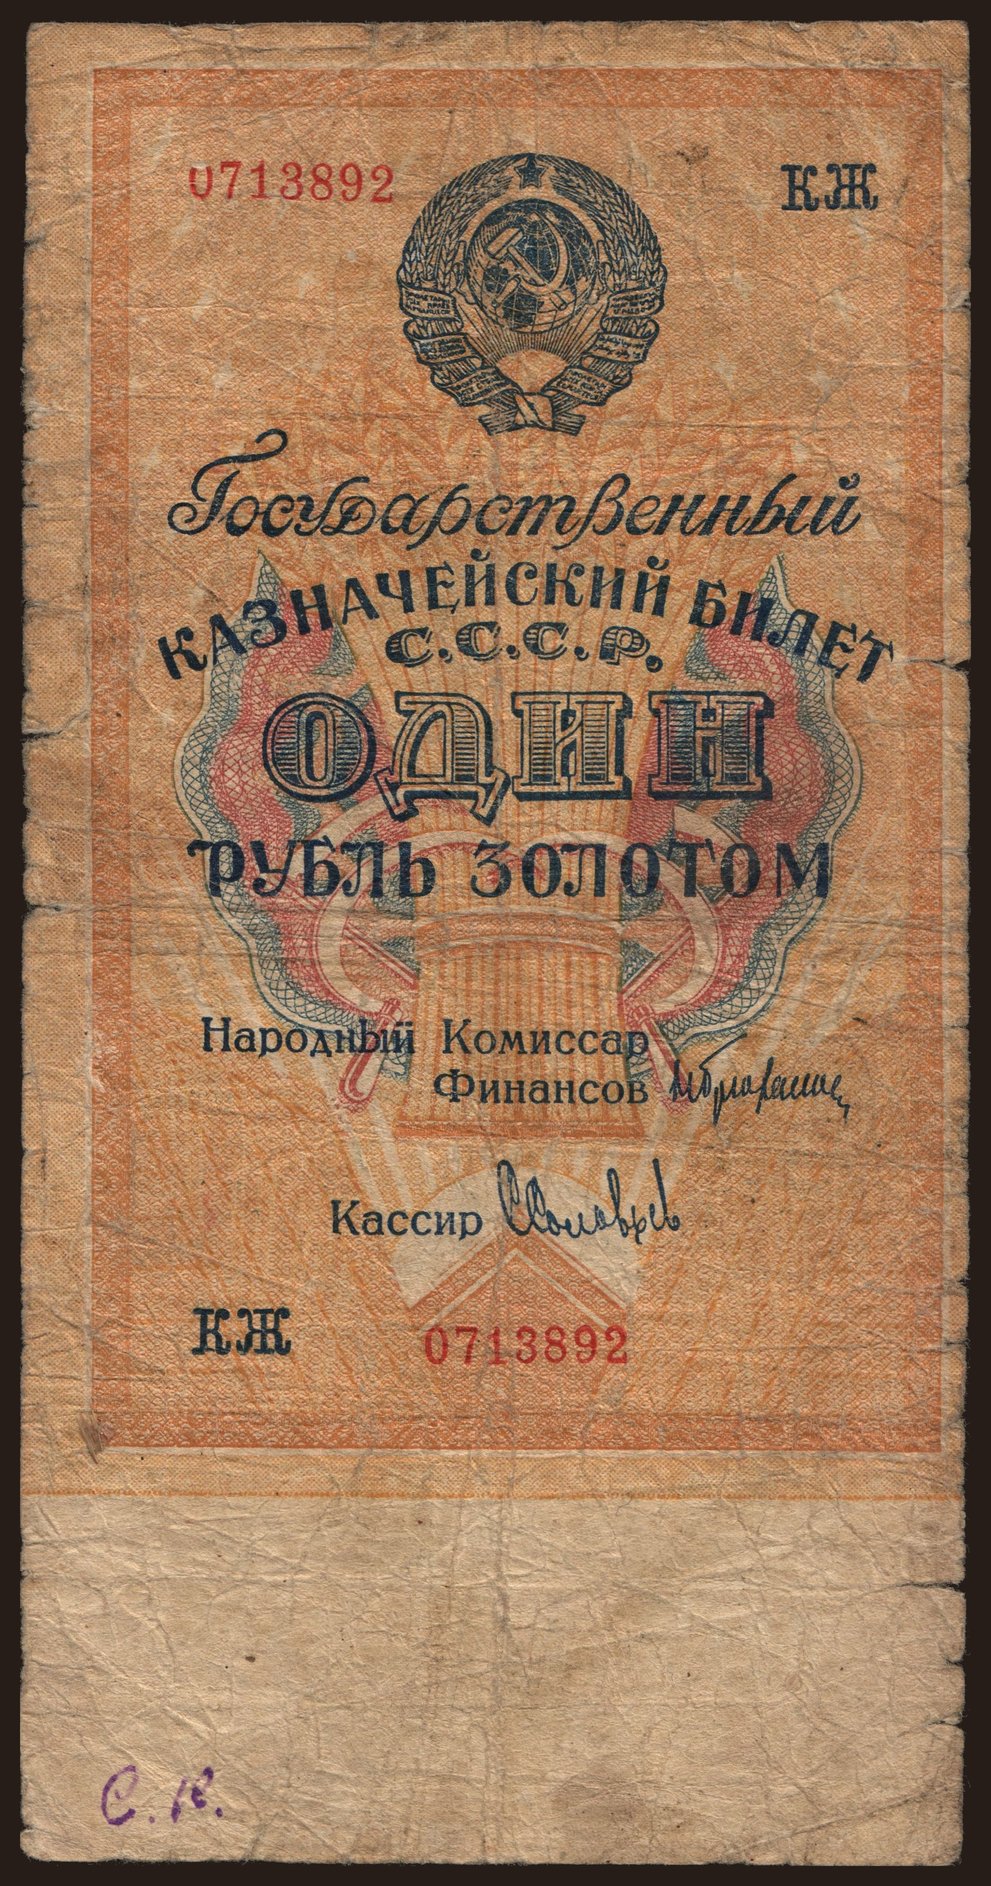 0713892 КЖ
Государственный
КАЗНАЧЕЙСКИЙ БИЛЕТ
С.С.С.Р.
ОДИН
РУБЛЬ ЗОЛОТОМ
Народный Комиссар
Финансов
Кассир
КЖ 0713892
С. К.